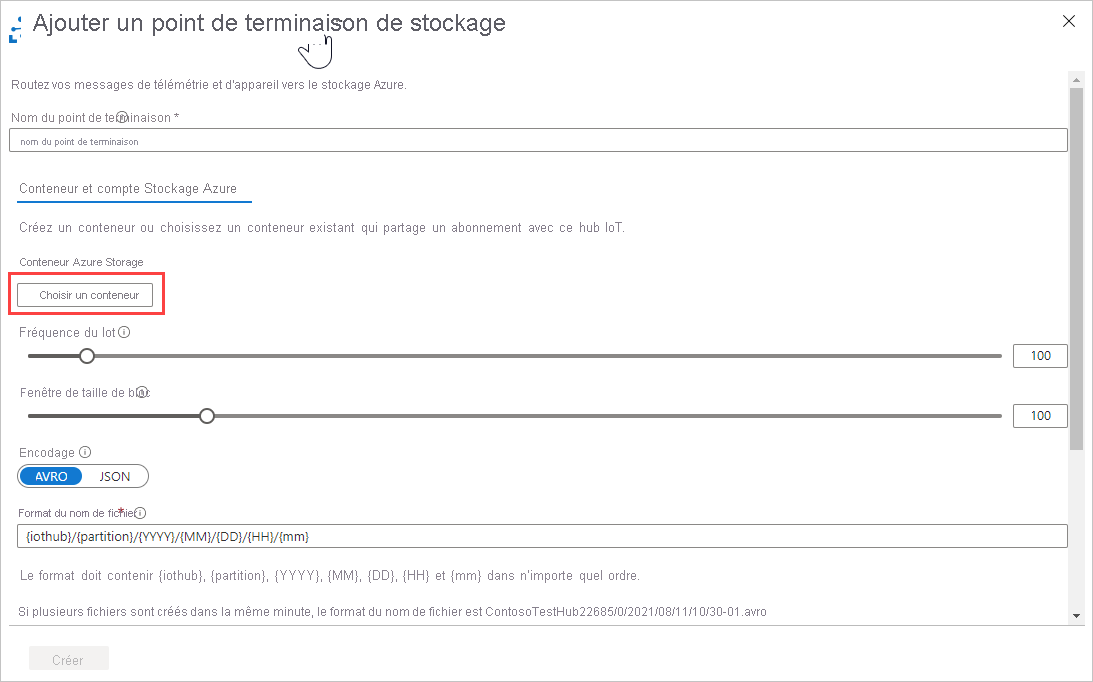 Ajouter un point de terminaison de stockage
Routez vos messages de télémétrie et d'appareil vers le stockage Azure.
Nom du point de terminaison *
nom du point de terminaison
Conteneur et compte Stockage Azure
Créez un conteneur ou choisissez un conteneur existant qui partage un abonnement avec ce hub IoT.
Conteneur Azure Storage
Choisir un conteneur
Fréquence du lot
100
Fenêtre de taille de bloc
100
Encodage
AVRO JSON
Format du nom de fichier *
{iothub}/{partition}/{YYYY}/{MM}/{DD}/{HH}/{mm}
Le format doit contenir {iothub}, {partition}, {YYYY}, {MM}, {DD}, {HH} et {mm} dans n'importe quel ordre.
Si plusieurs fichiers sont créés dans la même minute, le format du nom de fichier est ContosoTestHub22685/0/2021/08/11/10/30-01.avro
Créer